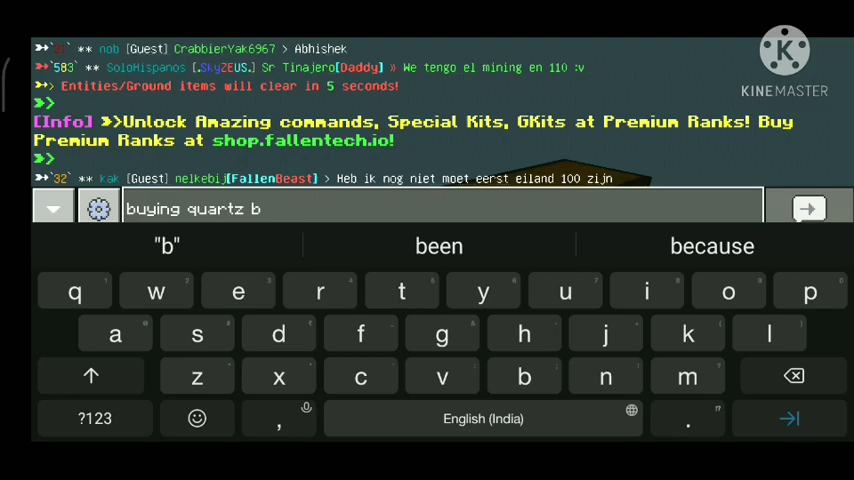 ** nob [Guest] CrabbierYak6967 > Abhishek
583 ** SoloHispanos [.SkyZEUS.] Sr Tinajero[Daddy] » We tengo el mining en 110 :v
> Entities/Ground items will clear in 5 seconds!
[Info] >>Unlock Amazing commands, Special Kits, GKits at Premium Ranks! Buy
Premium Ranks at shop.fallentech.io!
32 ** kak [Guest] nelkebij[FallenBeast] > Heb ik nog niet moet eerst eiland 100 zijn
K
KINEMASTER
buying quartz b
"b" been because
q w e r t y u i o p
a s d f g h j k l
z x c v b n m
?123 , English (India) .